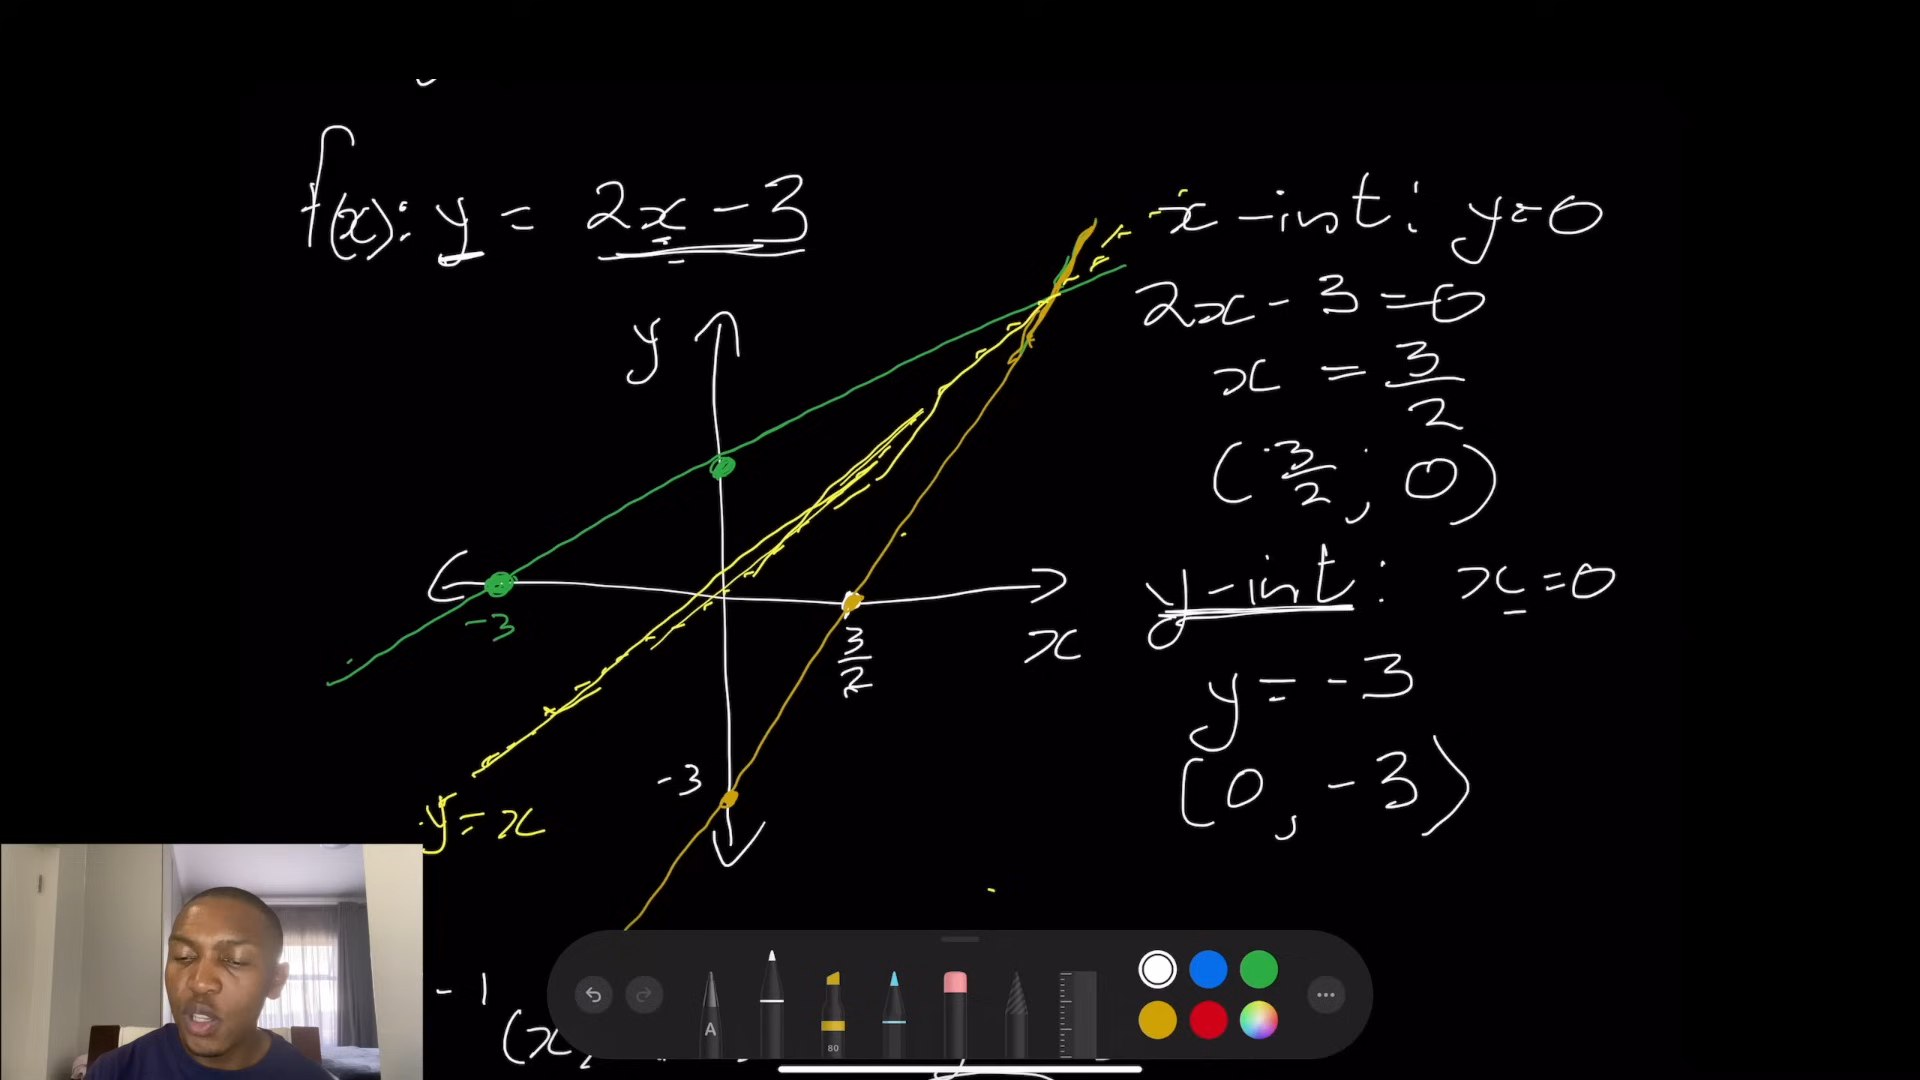 f(x): y = 2x - 3
x-int: y=0
2x - 3 = 0
x = 3/2
(3/2 ; 0)
y-int: x=0
y = -3
(0, -3)
y
x
-3
3/2
-3
y = x
-1
(x)
A
80